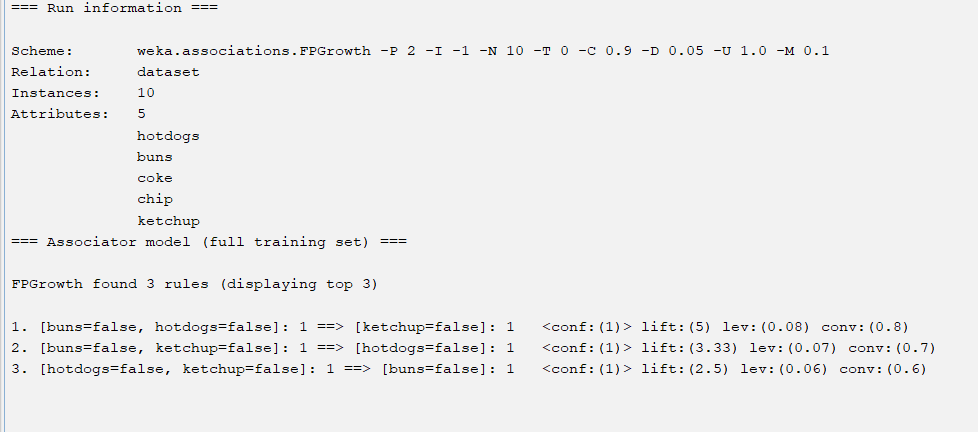 === Run information ===
Scheme: weka.associations.FPGrowth -P 2 -I -1 -N 10 -T 0 -C 0.9 -D 0.05 -U 1.0 -M 0.1
Relation: dataset
Instances: 10
Attributes: 5
hotdogs
buns
coke
chip
ketchup
=== Associator model (full training set) ===
FPGrowth found 3 rules (displaying top 3)
1. [buns=false, hotdogs=false]: 1 ==> [ketchup=false]: 1 <conf:(1)> lift:(5) lev:(0.08) conv:(0.8)
2. [buns=false, ketchup=false]: 1 ==> [hotdogs=false]: 1 <conf:(1)> lift:(3.33) lev:(0.07) conv:(0.7)
3. [hotdogs=false, ketchup=false]: 1 ==> [buns=false]: 1 <conf:(1)> lift:(2.5) lev:(0.06) conv:(0.6)